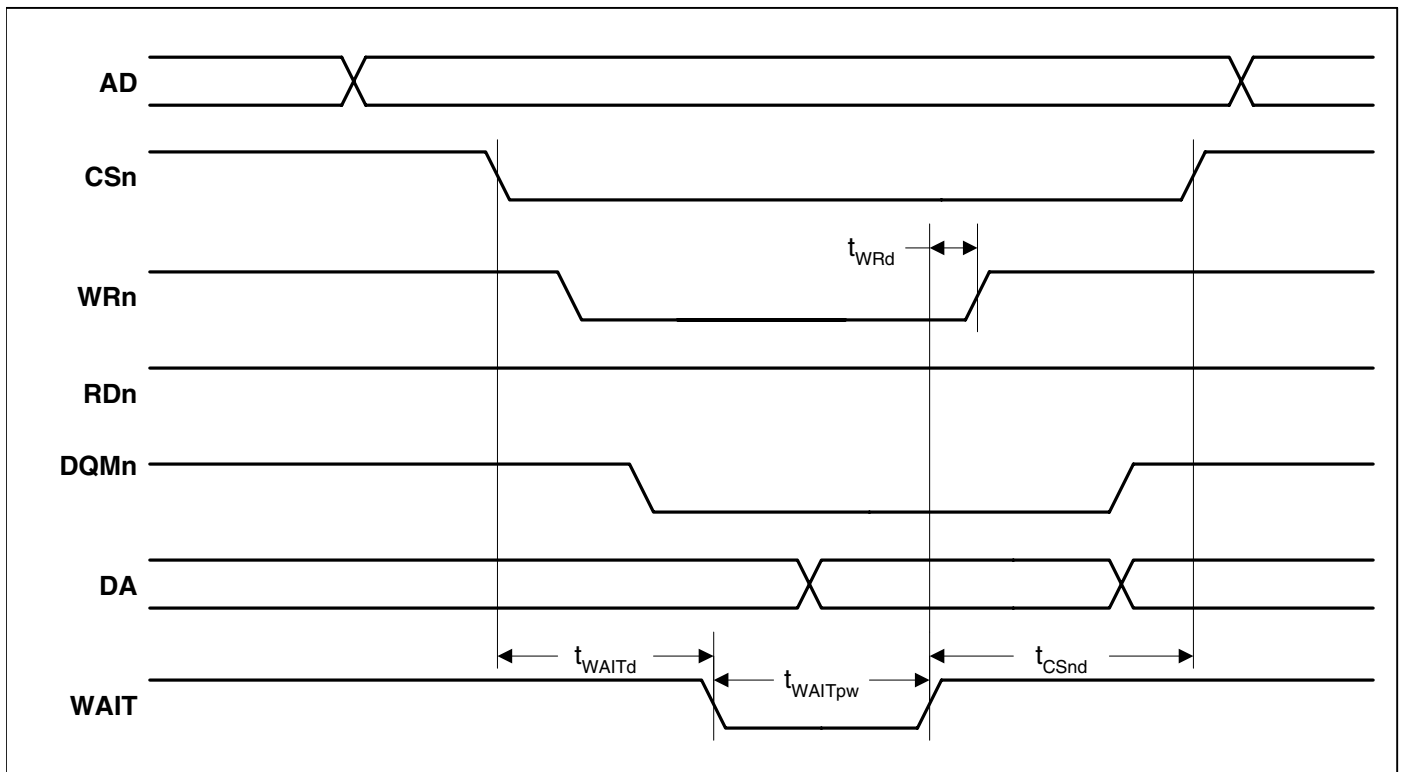 AD
CSn
tWRd
WRn
RDn
DQMn
DA
tWAITd
tCSnd
tWAITpw
WAIT